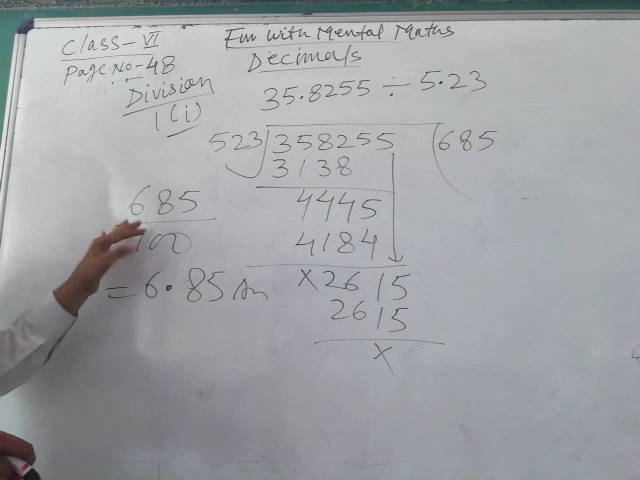 Class-VI
Page.No-48
Fun with Mental Maths
Decimals
Division
1(i)
35.8255 ÷ 5.23
523)358255(685
3138
4445
4184
×2615
2615
×
685
100
= 6.85 An